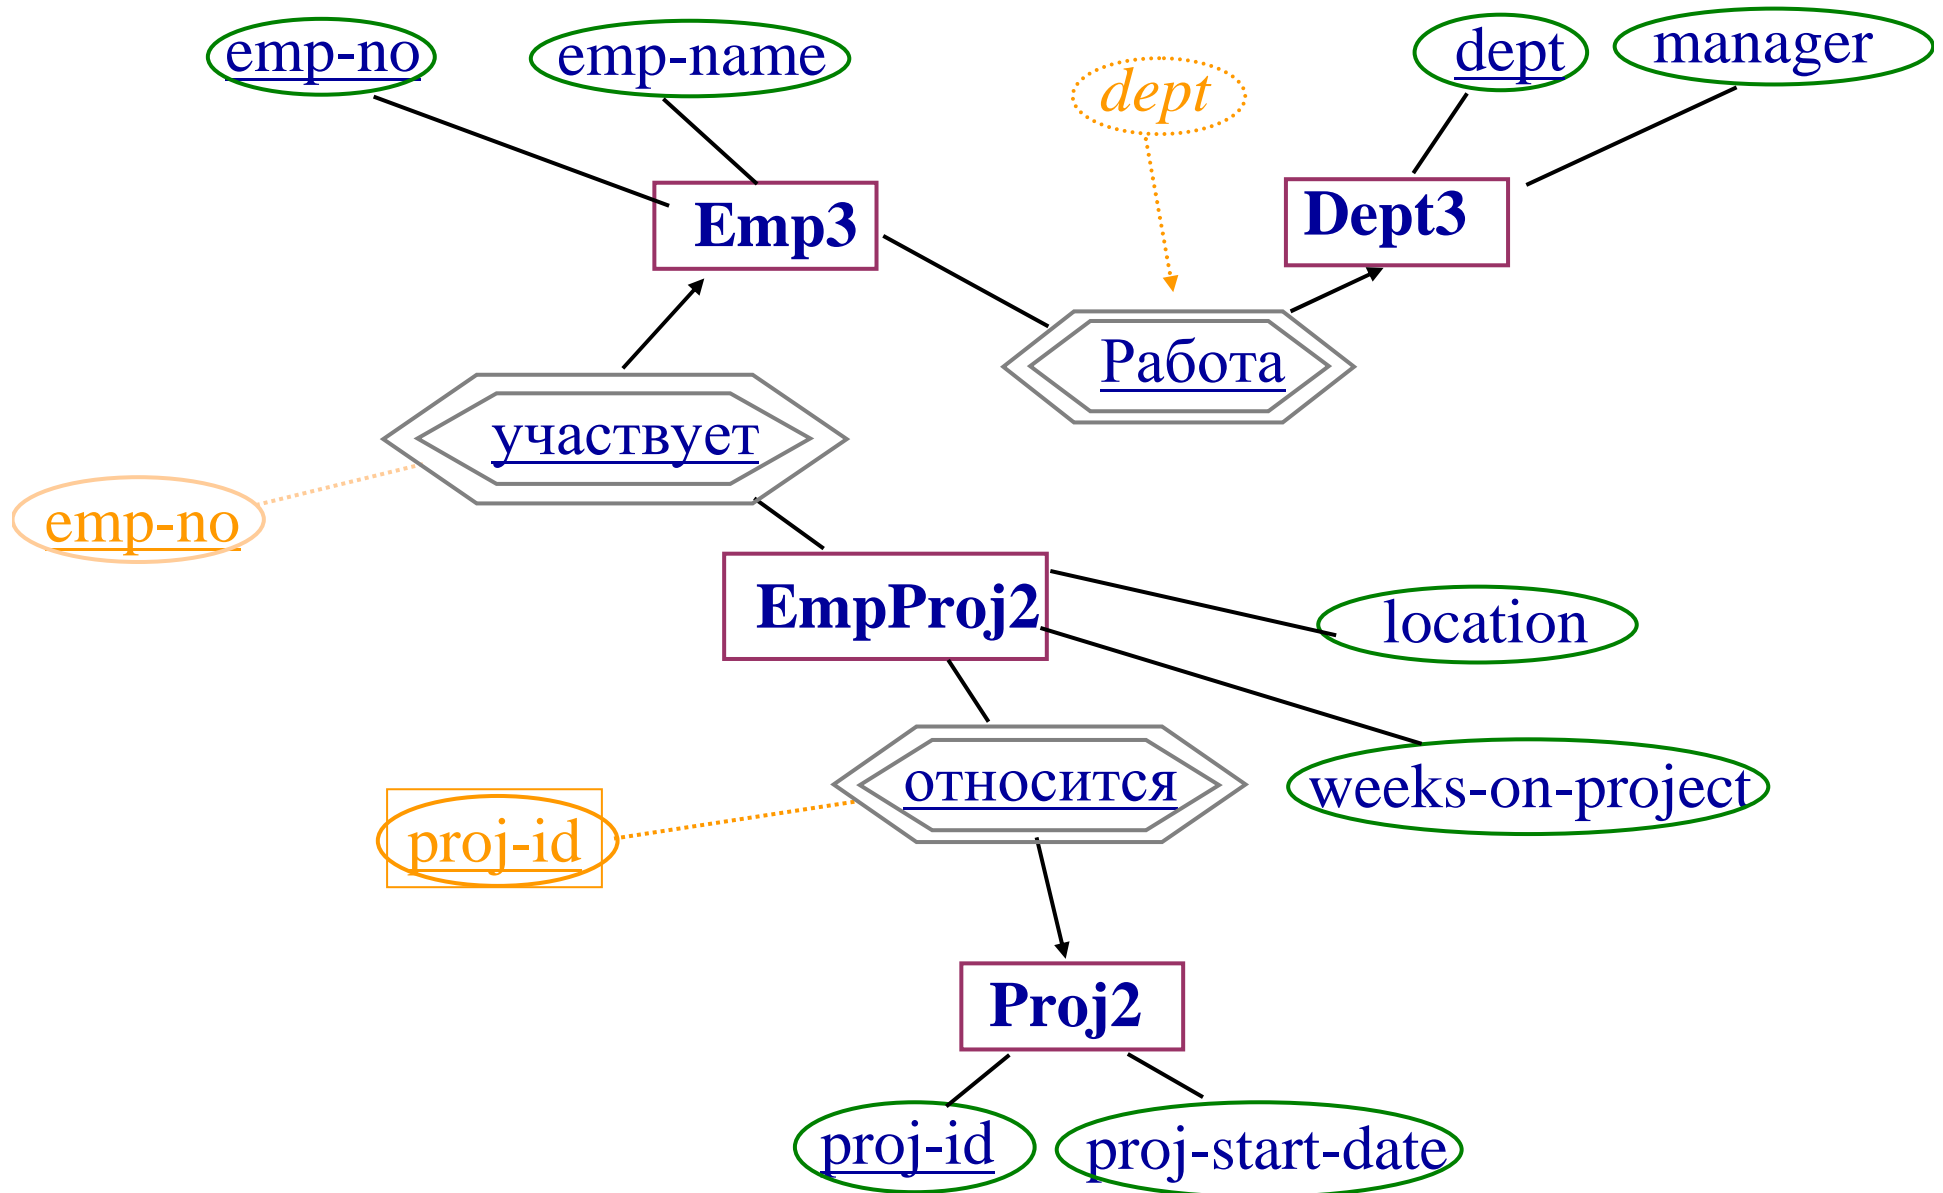 emp-no
emp-name
dept
dept
manager
Emp3
Dept3
Работа
участвует
emp-no
EmpProj2
location
относится
weeks-on-project
proj-id
Proj2
proj-id
proj-start-date